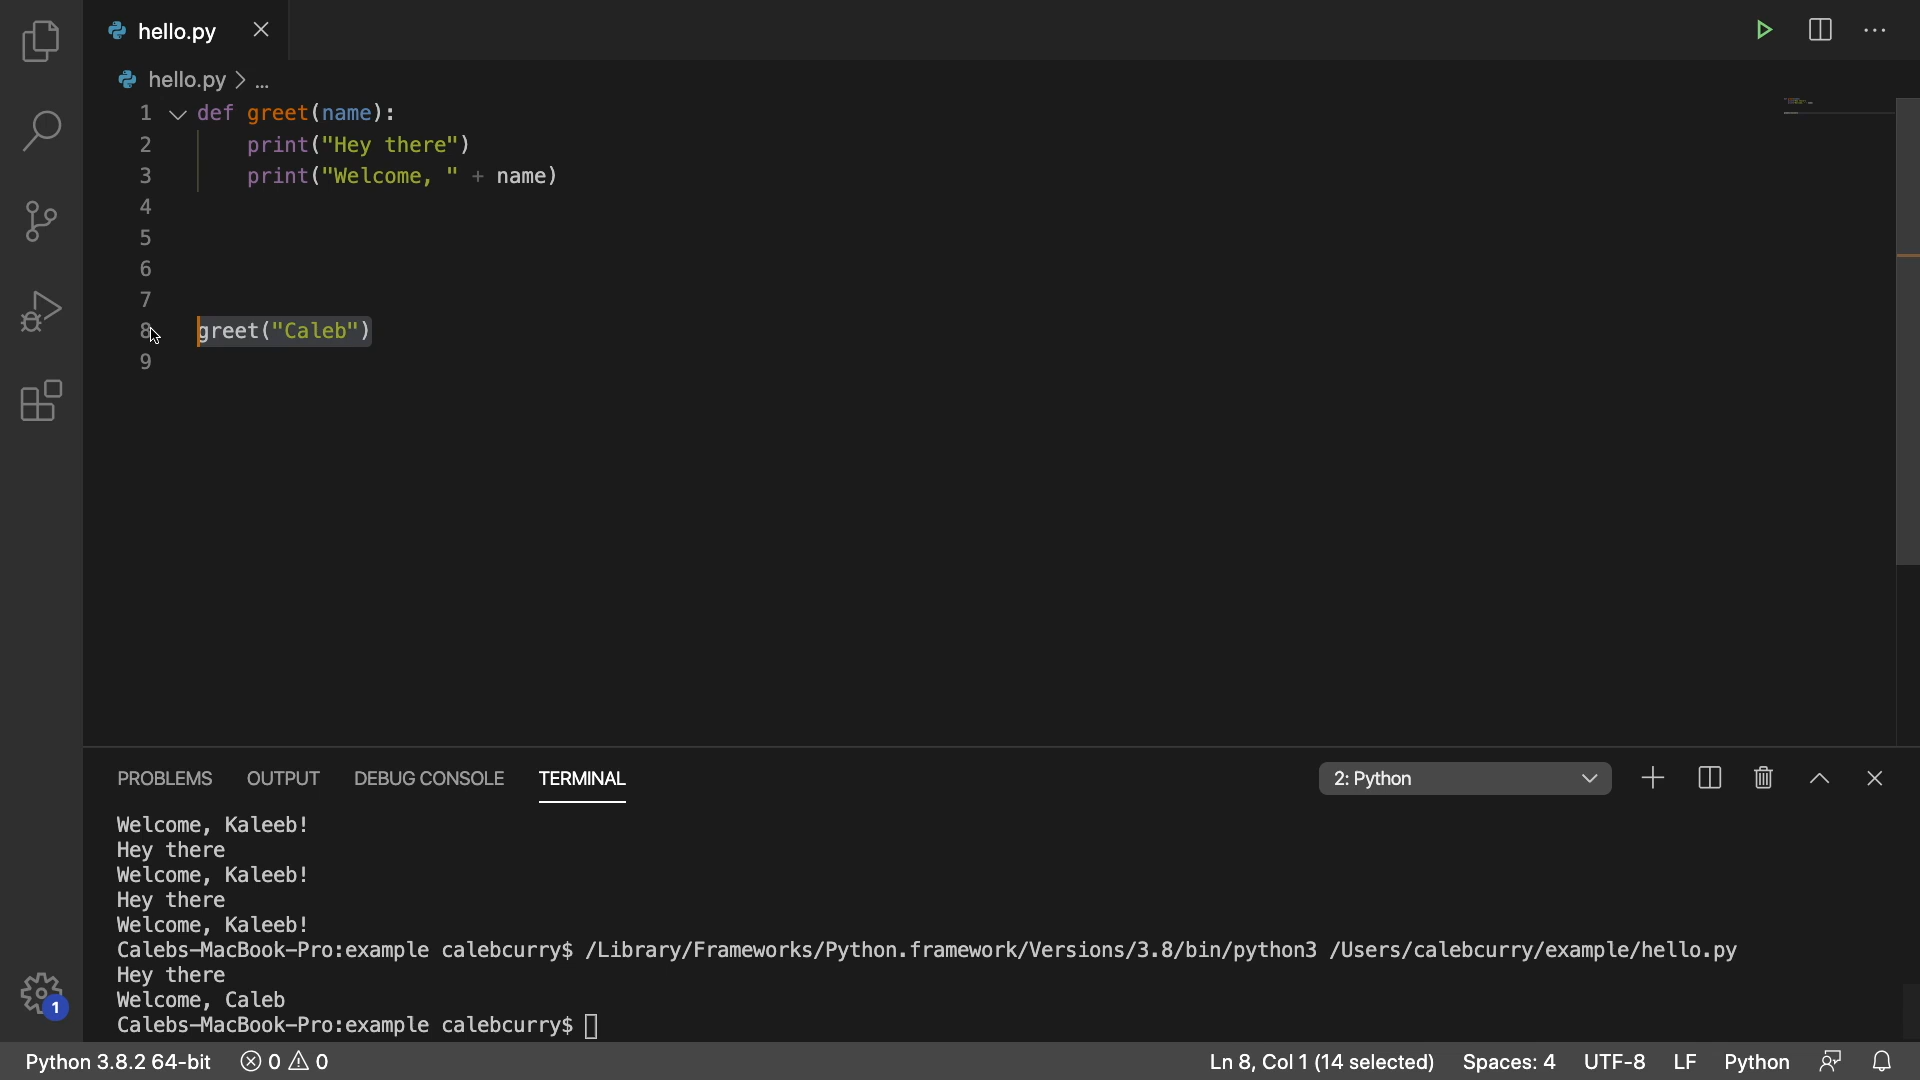 hello.py
hello.py > ...
1 def greet(name):
2 print("Hey there")
3 print("Welcome, " + name)
4
5
6
7
8 greet("Caleb")
9
PROBLEMS OUTPUT DEBUG CONSOLE TERMINAL 2: Python
Welcome, Kaleeb!
Hey there
Welcome, Kaleeb!
Hey there
Welcome, Kaleeb!
Calebs-MacBook-Pro:example calebcurry$ /Library/Frameworks/Python.framework/Versions/3.8/bin/python3 /Users/calebcurry/example/hello.py
Hey there
Welcome, Caleb
Calebs-MacBook-Pro:example calebcurry$
1
Python 3.8.2 64-bit 0 0 Ln 8, Col 1 (14 selected) Spaces: 4 UTF-8 LF Python